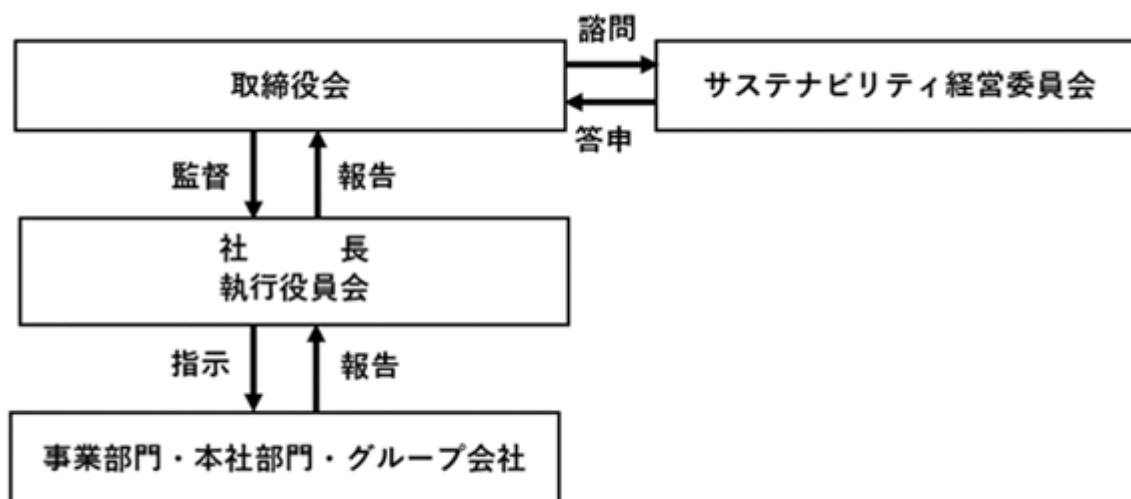 諮問
取締役会
サステナビリティ経営委員会
答申
監督
報告
社　　　長
執行役員会
指示
報告
事業部門・本社部門・グループ会社